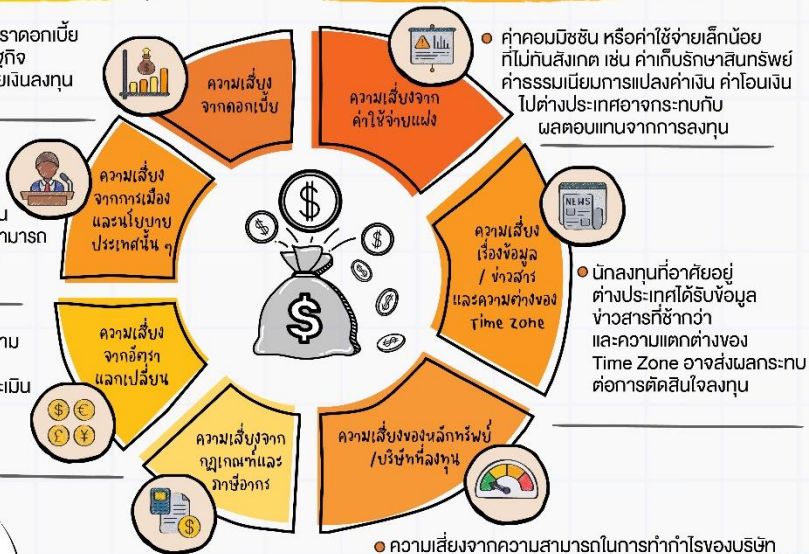 ราดอกเบี้ย
ฐกิจ
ยเงินลงทุน
ความเสี่ยง
จากดอกเบี้ย
ความเสี่ยงจาก
ค่าใช้จ่ายแฝง
ค่าคอมมิชชัน หรือค่าใช้จ่ายเล็กน้อย
ที่ไม่ทันสังเกต เช่น ค่าเก็บรักษาสินทรัพย์
ค่าธรรมเนียมการแปลงค่าเงิน ค่าโอนเงิน
ไปต่างประเทศอาจกระทบกับ
ผลตอบแทนจากการลงทุน
ความเสี่ยง
จากการเมือง
และนโยบาย
ประเทศนั้น ๆ
น
ามารถ
ความเสี่ยง
เรื่องข้อมูล
/ ข่าวสาร
และความต่างของ
Time Zone
NEWS
นักลงทุนที่อาศัยอยู่
ต่างประเทศได้รับข้อมูล
ข่าวสารที่ช้ากว่า
และความแตกต่างของ
Time Zone อาจส่งผลกระทบ
ต่อการตัดสินใจลงทุน
าม
ะเมิน
ความเสี่ยง
จากอัตรา
แลกเปลี่ยน
ความเสี่ยงจาก
กฎเกณฑ์และ
ภาษีอากร
ความเสี่ยงของหลักทรัพย์
/บริษัทที่ลงทุน
ความเสี่ยงจากความสามารถในการทำกำไรของบริษัท